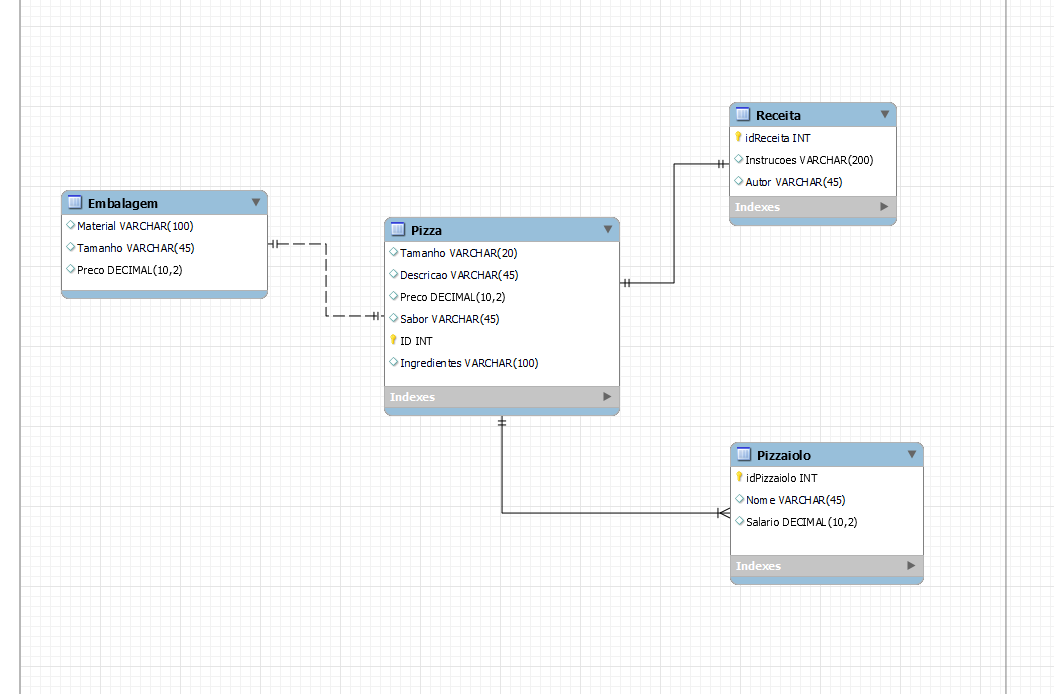 Embalagem
Material VARCHAR(100)
Tamanho VARCHAR(45)
Preco DECIMAL(10,2)
Pizza
Tamanho VARCHAR(20)
Descricao VARCHAR(45)
Preco DECIMAL(10,2)
Sabor VARCHAR(45)
ID INT
Ingredientes VARCHAR(100)
Indexes
Receita
idReceita INT
Instrucoes VARCHAR(200)
Autor VARCHAR(45)
Indexes
Pizzaiolo
idPizzaiolo INT
Nome VARCHAR(45)
Salario DECIMAL(10,2)
Indexes